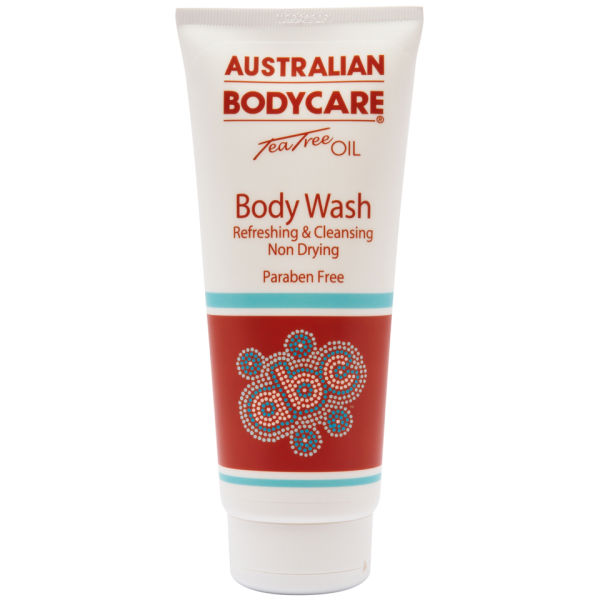 AUSTRALIAN
BODYCARE®
Tea Tree OIL
Body Wash
Refreshing & Cleansing
Non Drying
Paraben Free
abc